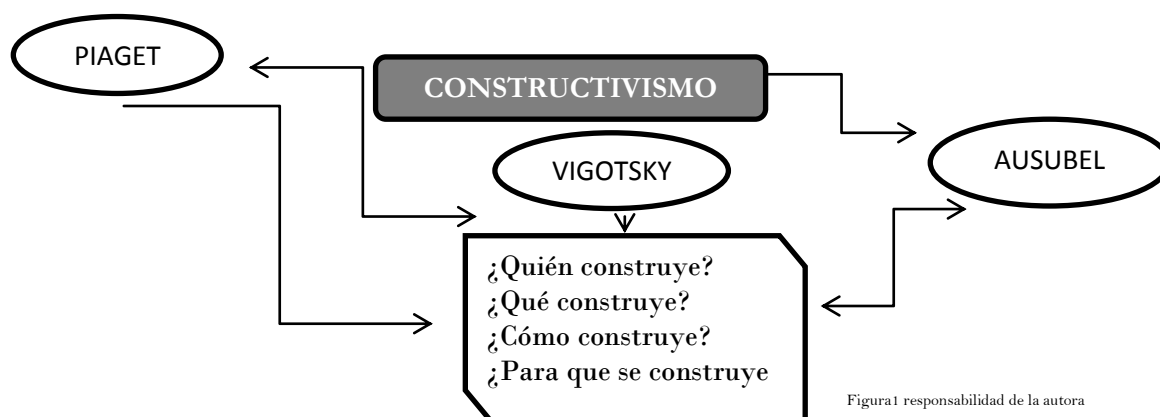 PIAGET
CONSTRUCTIVISMO
VIGOTSKY
AUSUBEL
¿Quién construye?
¿Qué construye?
¿Cómo construye?
¿Para que se construye
Figura1 responsabilidad de la autora